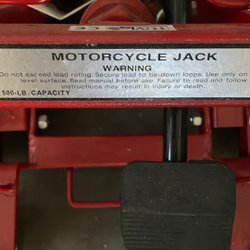 MOTORCYCLE JACK
WARNING
Do not exceed load rating. Secure load to tie-down loops. Use only on
level surface. Read manual before use. Failure to read and follow
instructions may result in injury or death.
500-LB. CAPACITY